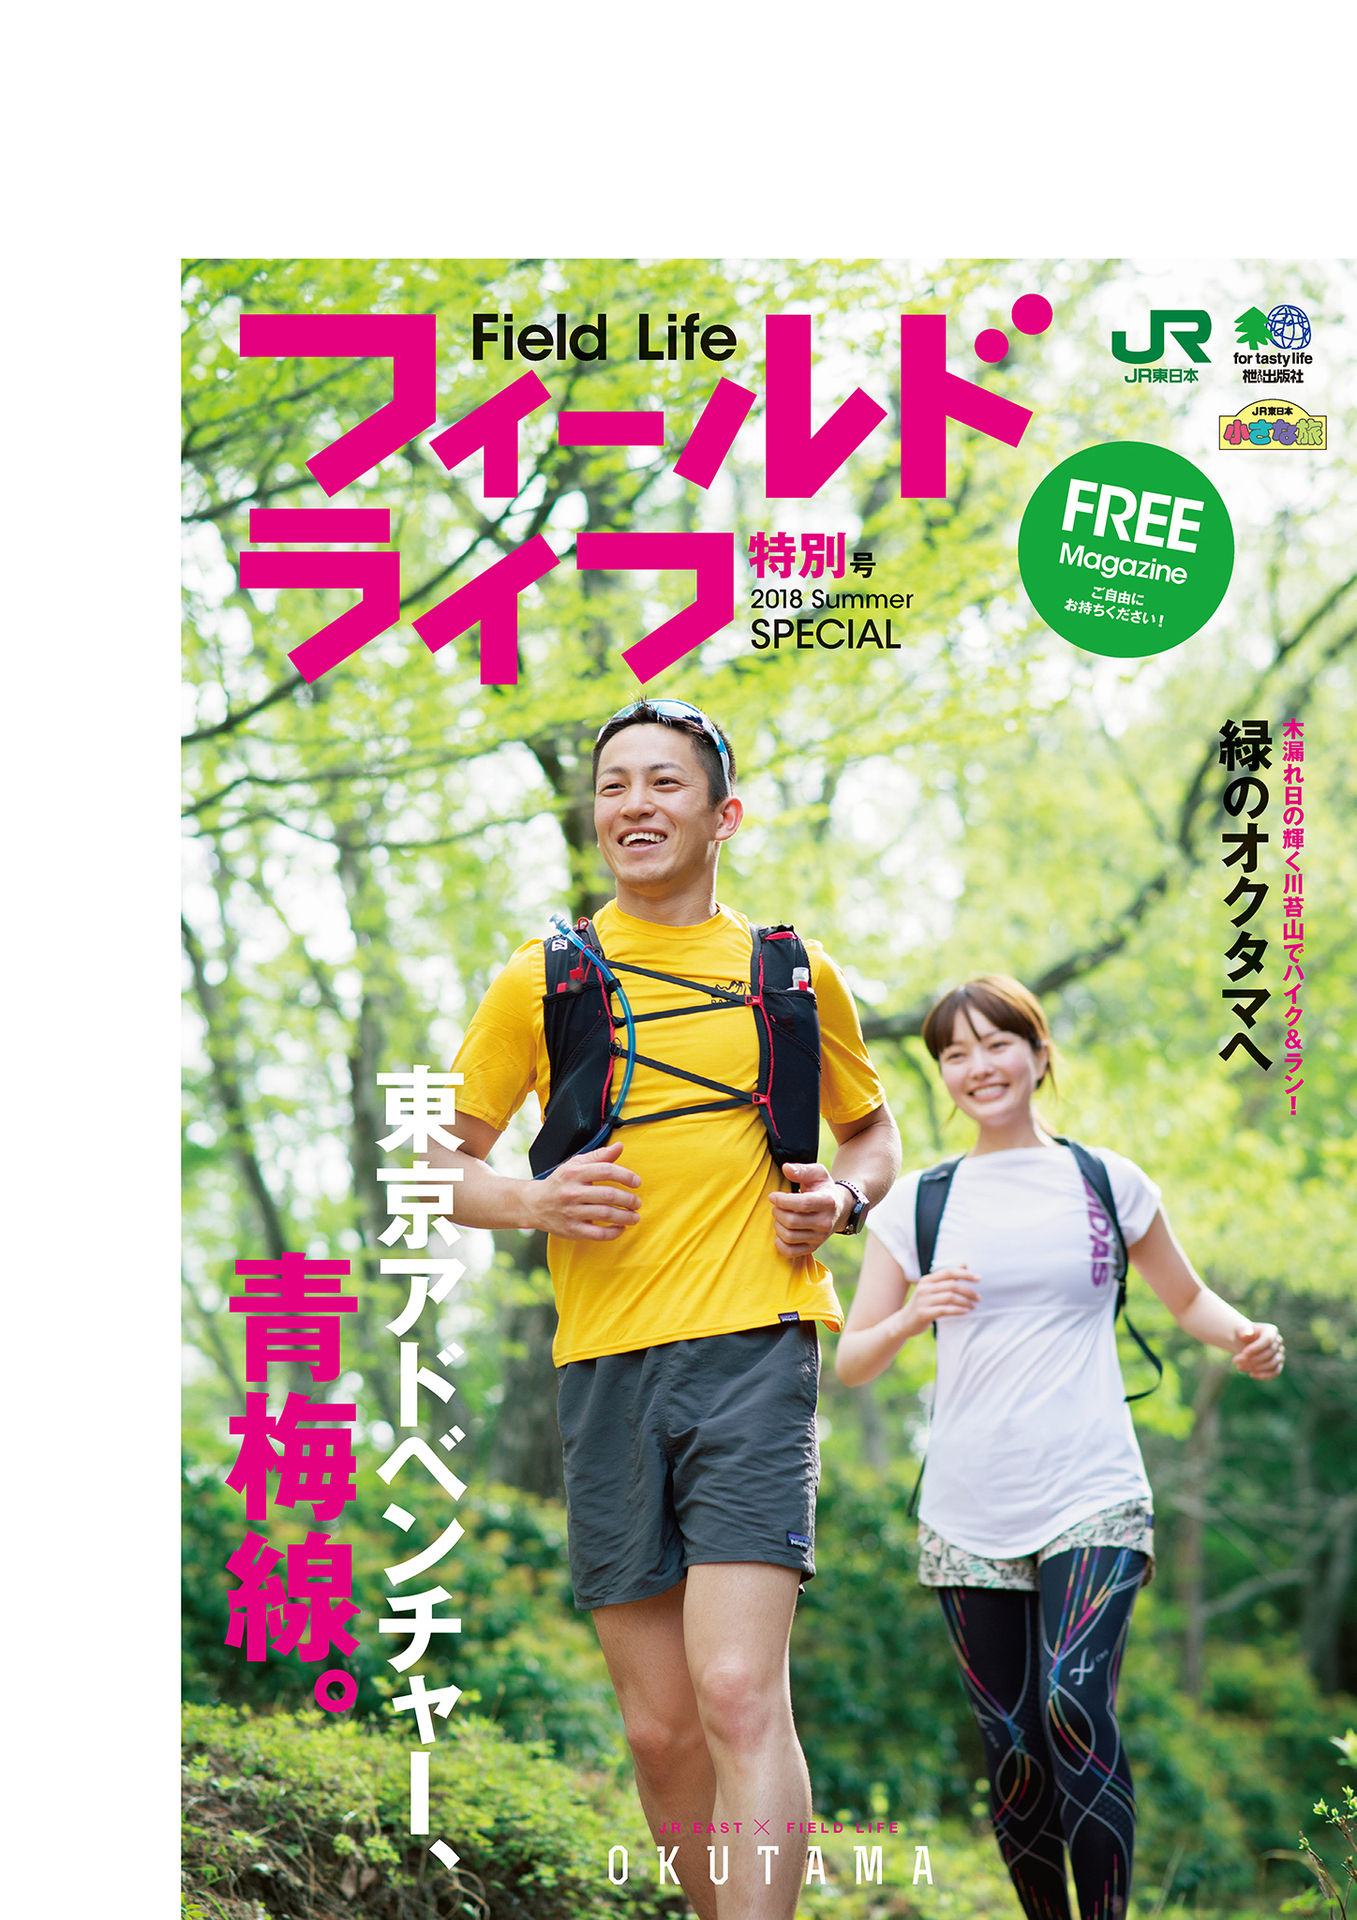 Field Life
フィールド
ライフ
特別号
2018 Summer
SPECIAL
JR
JR東日本
for tasty life
枻出版社
JR東日本
小さな旅
FREE
Magazine
ご自由に
お持ちください!
木漏れ日の輝く川苔山でハイク&ラン!
緑のオクタマへ
東京アドベンチャー、
青梅線。
JR EAST × FIELD LIFE
OKUTAMA